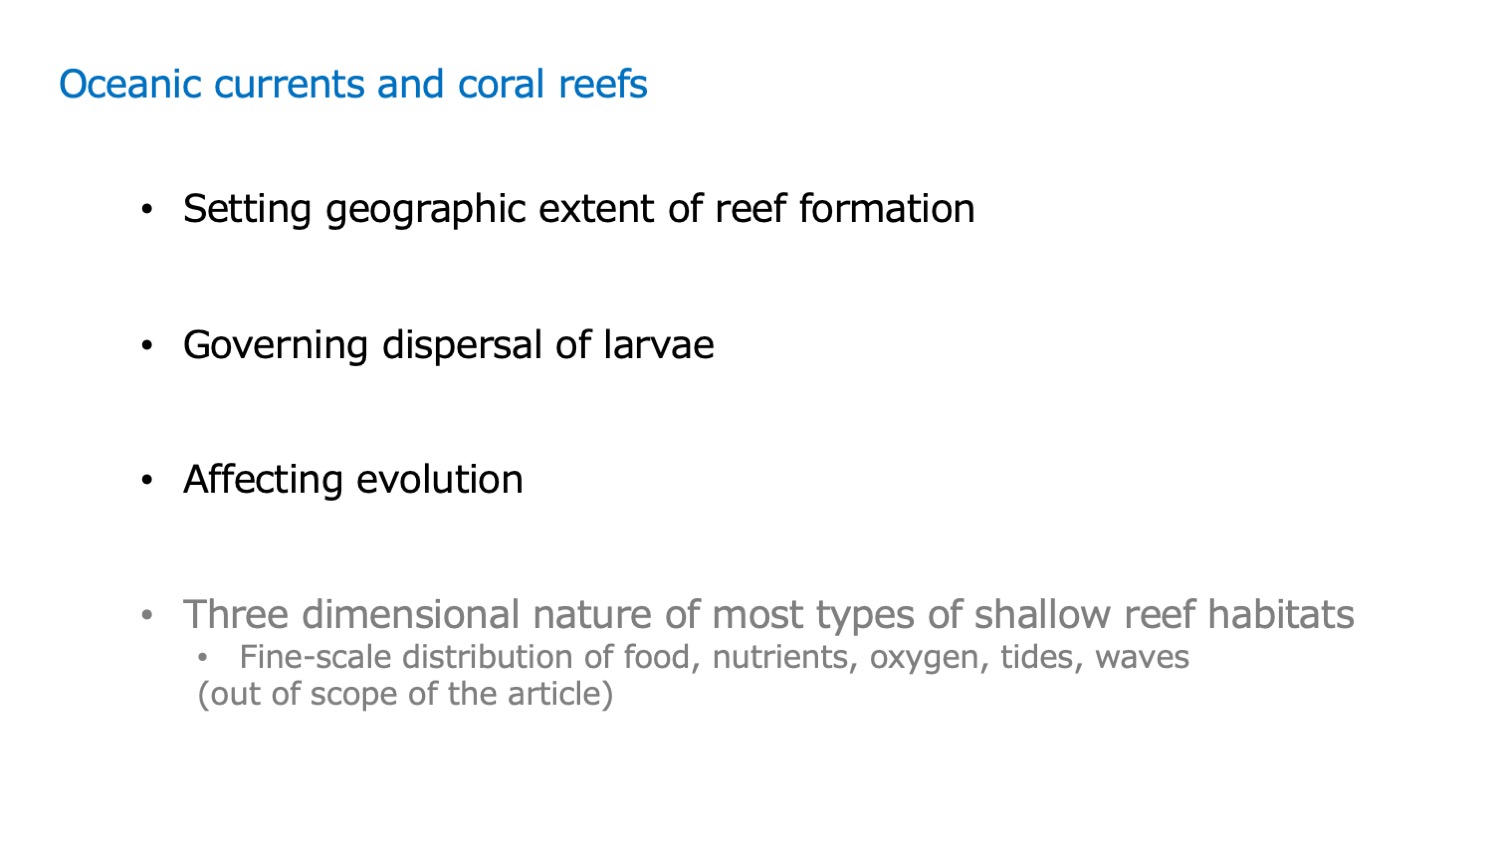 Oceanic currents and coral reefs
• Setting geographic extent of reef formation
• Governing dispersal of larvae
• Affecting evolution
• Three dimensional nature of most types of shallow reef habitats
• Fine-scale distribution of food, nutrients, oxygen, tides, waves
(out of scope of the article)